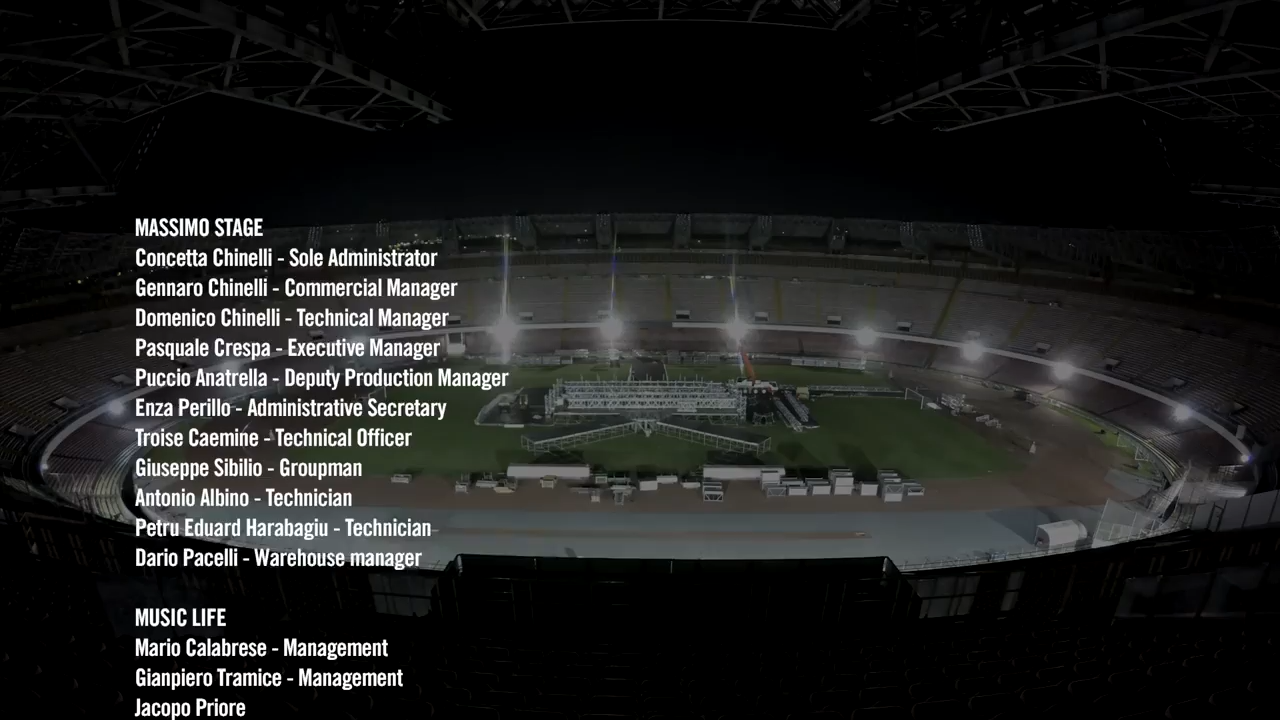 MASSIMO STAGE
Concetta Chinelli - Sole Administrator
Gennaro Chinelli - Commercial Manager
Domenico Chinelli - Technical Manager
Pasquale Crespa - Executive Manager
Puccio Anatrella - Deputy Production Manager
Enza Perillo - Administrative Secretary
Troise Caemine - Technical Officer
Giuseppe Sibilio - Groupman
Antonio Albino - Technician
Petru Eduard Harabagiu - Technician
Dario Pacelli - Warehouse manager
MUSIC LIFE
Mario Calabrese - Management
Gianpiero Tramice - Management
Jacopo Priore